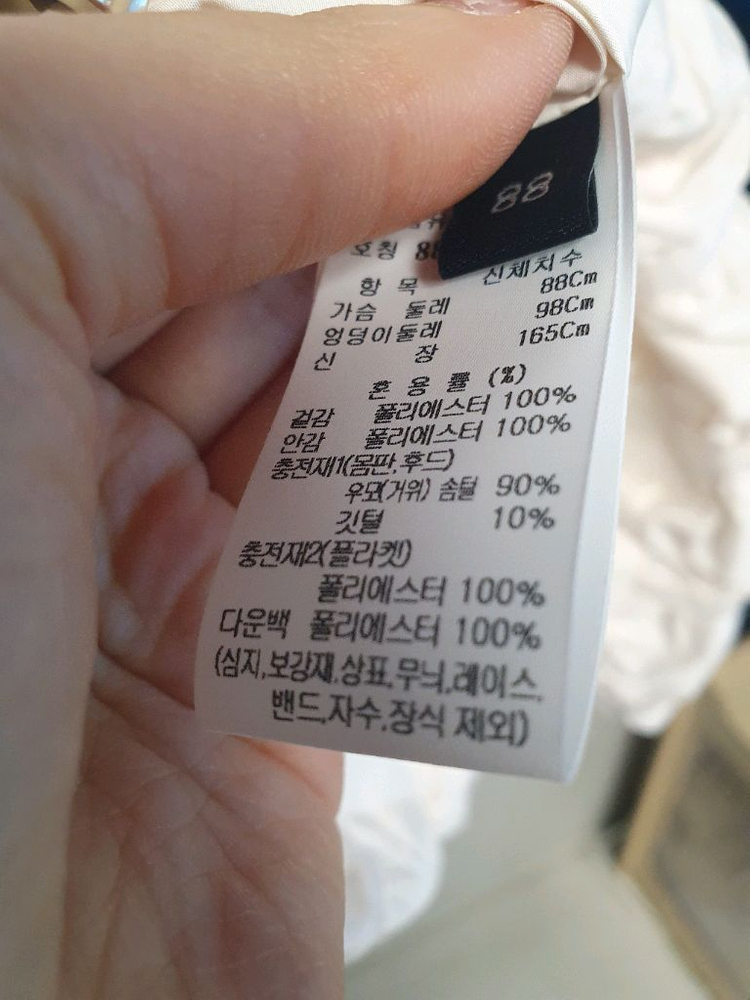 88
호칭 88
신체치수
항 목 88Cm
가슴 둘레 98Cm
엉덩이둘레 165Cm
신 장
혼 용 률 (%)
겉감 폴리에스터 100%
안감 폴리에스터 100%
충전재1(몸판,후드)
우모(거위) 솜털 90%
깃털 10%
충전재2(플라켓)
폴리에스터 100%
다운백 폴리에스터 100%
(심지,보강재,상표,무늬,레이스,
밴드,자수,장식 제외)